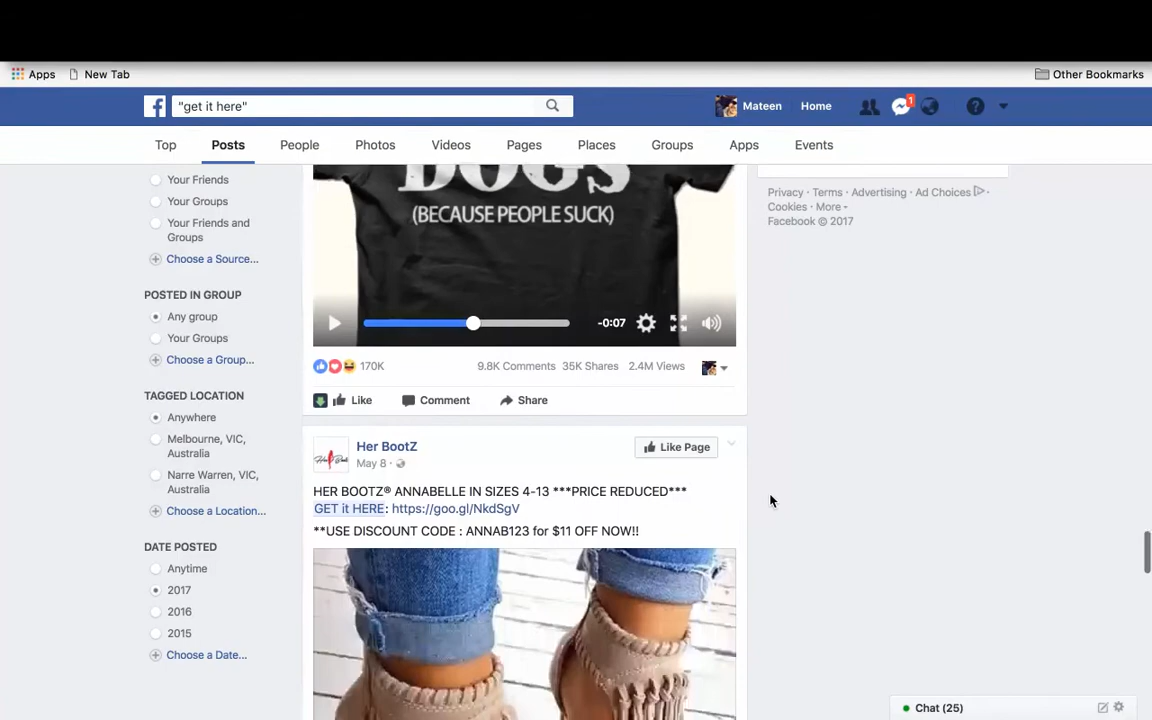 Apps
New Tab
Other Bookmarks
"get it here"
Mateen
Home
1
Top
Posts
People
Photos
Videos
Pages
Places
Groups
Apps
Events
Your Friends
Your Groups
Your Friends and
Groups
Choose a Source...
POSTED IN GROUP
Any group
Your Groups
Choose a Group...
TAGGED LOCATION
Anywhere
Melbourne, VIC,
Australia
Narre Warren, VIC,
Australia
Choose a Location...
DATE POSTED
Anytime
2017
2016
2015
Choose a Date...
DOGS
(BECAUSE PEOPLE SUCK)
-0:07
170K
9.8K Comments 35K Shares 2.4M Views
Like
Comment
Share
Her BootZ
May 8 ·
Like Page
HER BOOTZ® ANNABELLE IN SIZES 4-13 ***PRICE REDUCED***
GET it HERE: https://goo.gl/NkdSgV
**USE DISCOUNT CODE : ANNAB123 for $11 OFF NOW!!
Privacy · Terms · Advertising · Ad Choices ·
Cookies · More
Facebook © 2017
Chat (25)